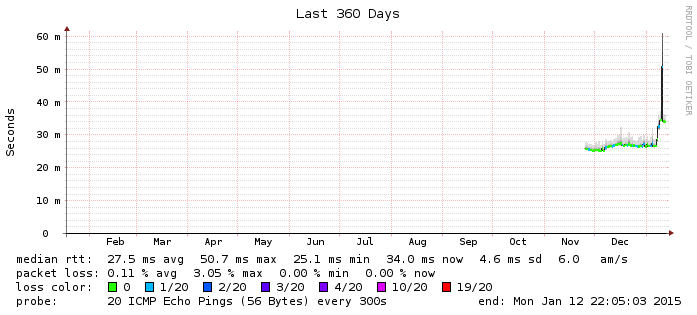 Last 360 Days
RRDTOOL / TOBI OETIKER
Seconds
60 m
50 m
40 m
30 m
20 m
10 m
0
Feb Mar Apr May Jun Jul Aug Sep Oct Nov Dec
median rtt: 27.5 ms avg 50.7 ms max 25.1 ms min 34.0 ms now 4.6 ms sd 6.0 am/s
packet loss: 0.11 % avg 3.05 % max 0.00 % min 0.00 % now
loss color: 0 1/20 2/20 3/20 4/20 10/20 19/20
probe: 20 ICMP Echo Pings (56 Bytes) every 300s end: Mon Jan 12 22:05:03 2015